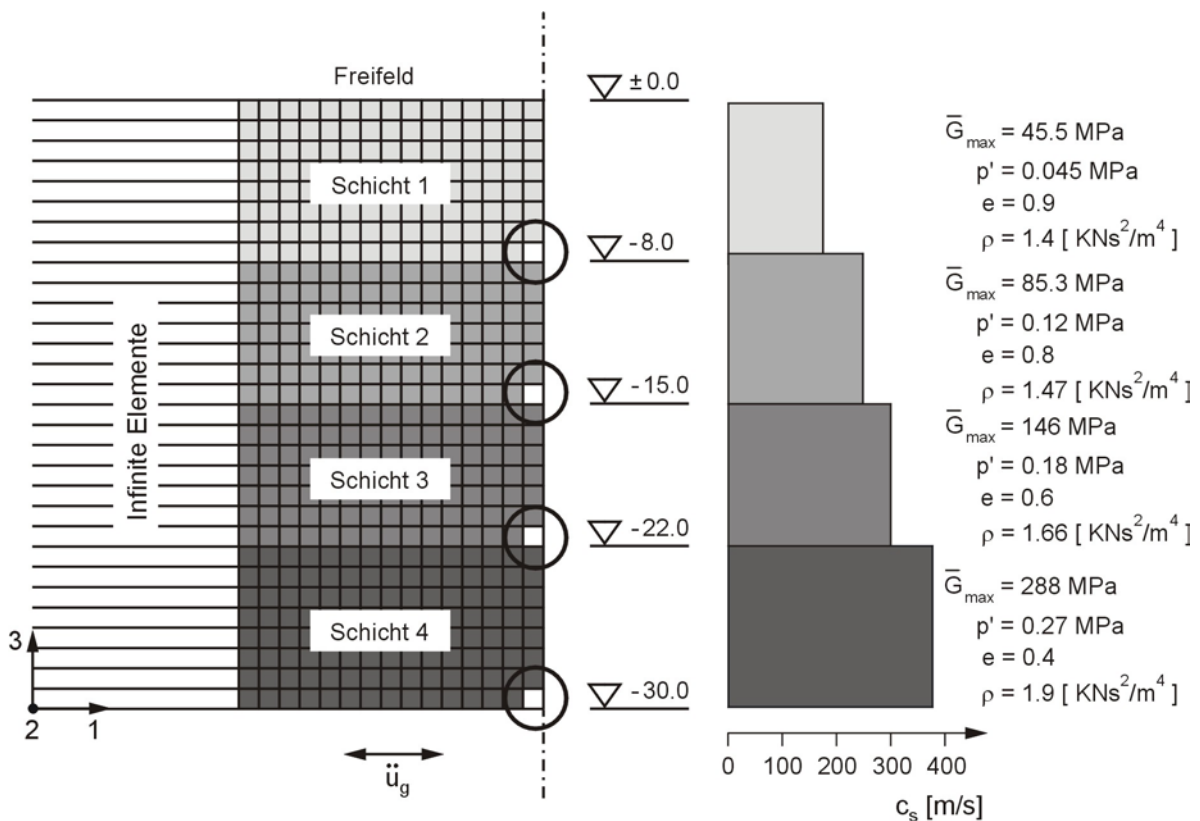 Freifeld
Schicht 1
Schicht 2
Schicht 3
Schicht 4
Infinite Elemente
3
2
1
ü_g
±0.0
-8.0
-15.0
-22.0
-30.0
G̅_max = 45.5 MPa
p' = 0.045 MPa
e = 0.9
ρ = 1.4 [ KNs²/m⁴ ]
G̅_max = 85.3 MPa
p' = 0.12 MPa
e = 0.8
ρ = 1.47 [ KNs²/m⁴ ]
G̅_max = 146 MPa
p' = 0.18 MPa
e = 0.6
ρ = 1.66 [ KNs²/m⁴ ]
G̅_max = 288 MPa
p' = 0.27 MPa
e = 0.4
ρ = 1.9 [ KNs²/m⁴ ]
0 100 200 300 400
c_s [m/s]